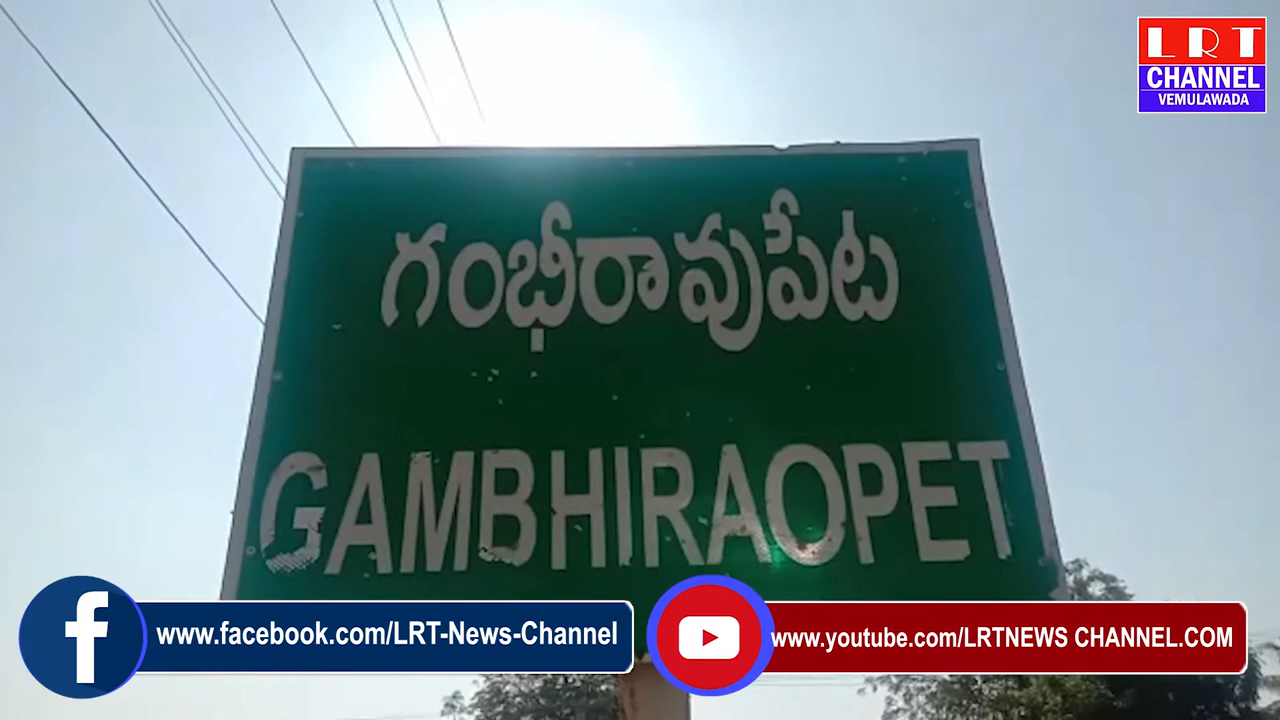 LRT
CHANNEL
VEMULAWADA
గంభీరావుపేట
GAMBHIRAOPET
www.facebook.com/LRT-News-Channel
www.youtube.com/LRTNEWS CHANNEL.COM